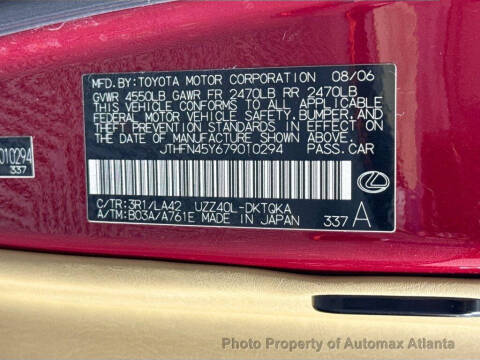 MFD.BY: TOYOTA MOTOR CORPORATION 08/06
GVWR 4550LB GAWR FR 2470LB RR 2470LB
THIS VEHICLE CONFORMS TO ALL APPLICABLE
FEDERAL MOTOR VEHICLE SAFETY, BUMPER, AND
THEFT PREVENTION STANDARDS IN EFFECT ON
THE DATE OF MANUFACTURE SHOWN ABOVE.
JTHFN45Y679010294 PASS.CAR
9010294
337
C/TR: 3R1/LA42 UZZ40L-DKTQKA
A/TM: B03A/A761E MADE IN JAPAN 337 A
Photo Property of Automax Atlanta